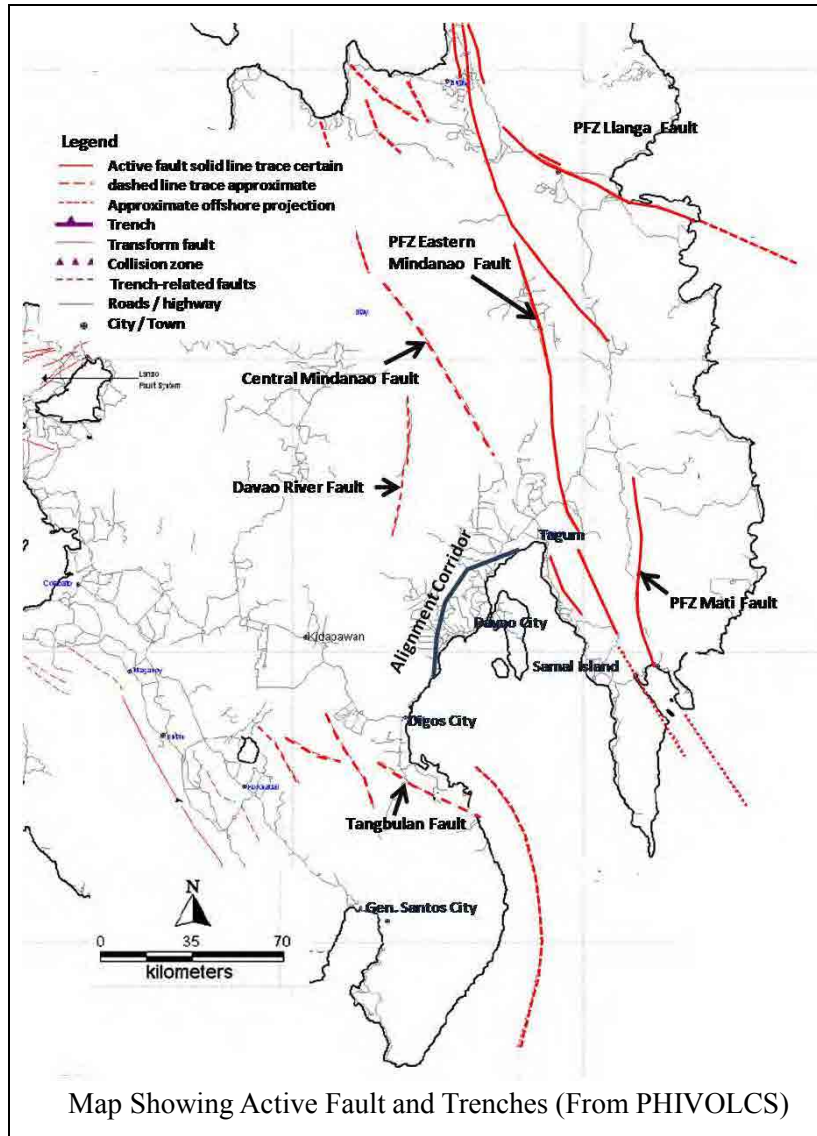 PFZ Llanga Fault
Legend
Active fault solid line trace certain
dashed line trace approximate
Approximate offshore projection
Trench
Transform fault
Collision zone
Trench-related faults
Roads / highway
City / Town
PFZ Eastern
Mindanao Fault
Central Mindanao Fault
Lanao
Fault System
Davao River Fault
Tagum
Alignment Corridor
PFZ Mati Fault
Davao City
Kidapawan
Samal Island
Digos City
Tangbulan Fault
N
Gen. Santos City
0 35 70
kilometers
Map Showing Active Fault and Trenches (From PHIVOLCS)